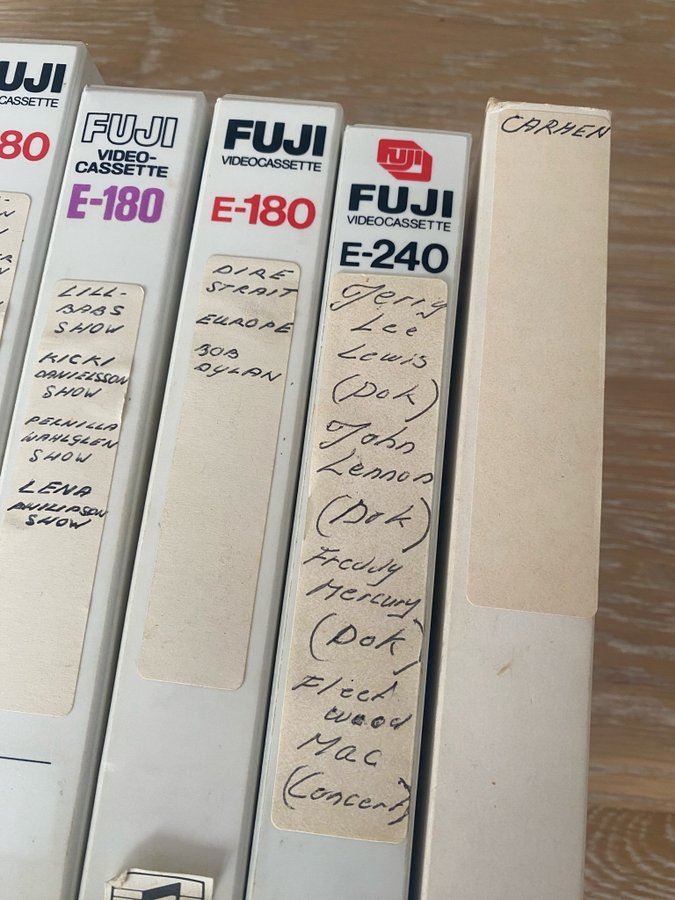 FUJI
CASSETTE
80
FUJI
VIDEO-
CASSETTE
E-180
LILL-
BABS
SHOW
KICKI
DANIELSSON
SHOW
PERNILLA
WAHLGLEN
SHOW
LENA
PHILIPSON
SHOW
FUJI
VIDEOCASSETTE
E-180
DIRE
STRAIT
EUROPE
BOB
DYLAN
FUJI
FUJI
VIDEOCASSETTE
E-240
Jerry
Lee
Lewis
(Dok)
John
Lennon
(Dok)
Freddy
Mercury
(Dok)
Fleet
wood
Mac
(Concert)
CARMEN